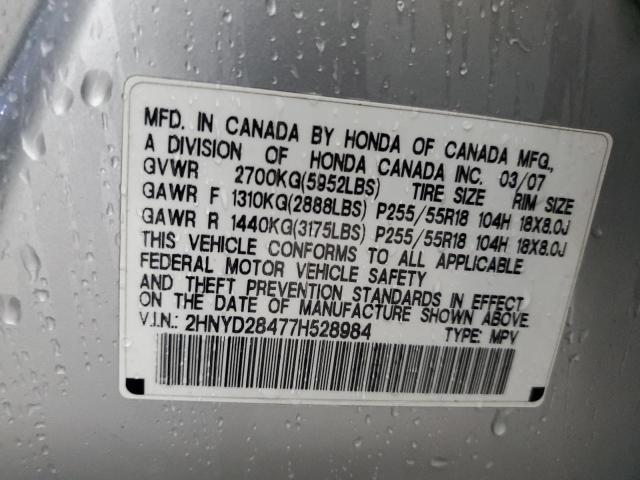 MFD. IN CANADA BY HONDA OF CANADA MFG.,
A DIVISION OF HONDA CANADA INC. 03/07
GVWR 2700KG(5952LBS) TIRE SIZE RIM SIZE
GAWR F 1310KG(2888LBS) P255/55R18 104H 18X8.0J
GAWR R 1440KG(3175LBS) P255/55R18 104H 18X8.0J
THIS VEHICLE CONFORMS TO ALL APPLICABLE
FEDERAL MOTOR VEHICLE SAFETY
AND THEFT PREVENTION STANDARDS IN EFFECT
ON THE DATE OF MANUFACTURE SHOWN ABOVE.
V.I.N.: 2HNYD28477H528984 TYPE: MPV